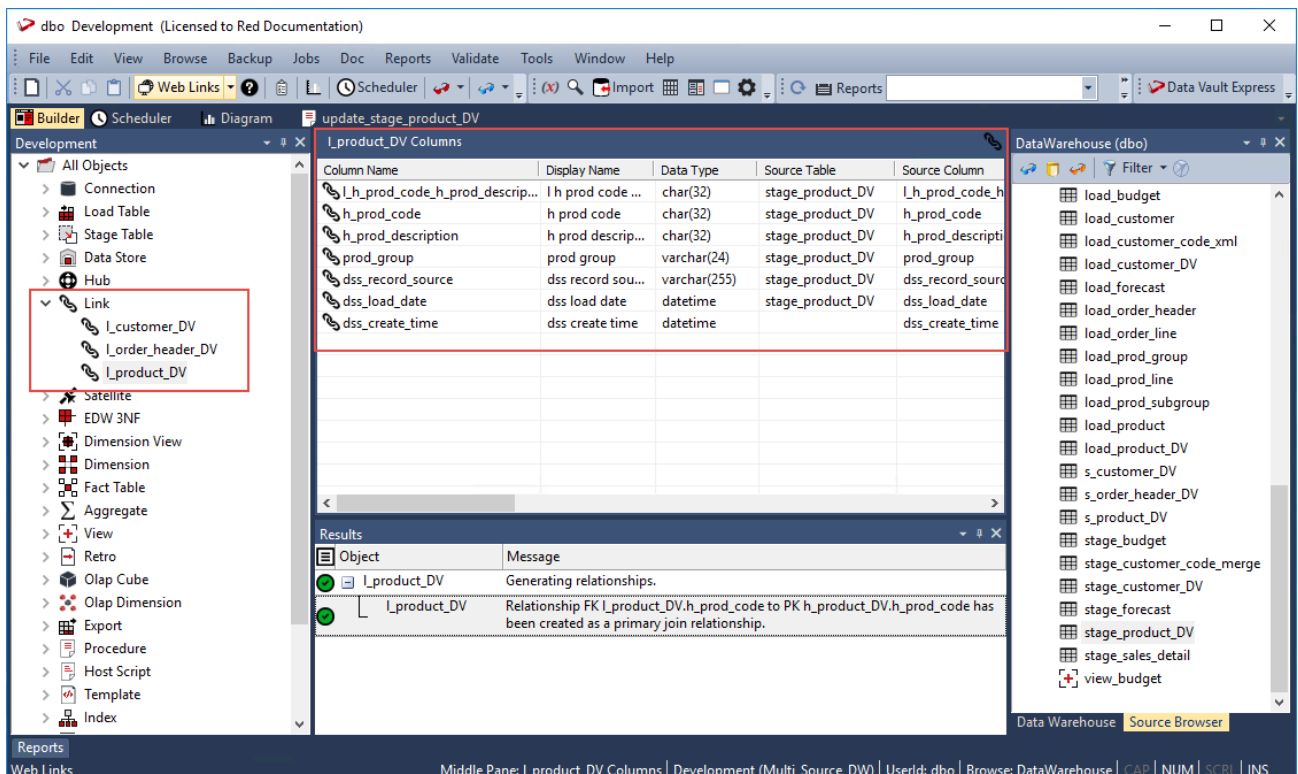 dbo Development (Licensed to Red Documentation)
File Edit View Browse Backup Jobs Doc Reports Validate Tools Window Help
Web Links Scheduler (x) Import Reports Data Vault Express
Builder Scheduler Diagram update_stage_product_DV
Development
All Objects
Connection
Load Table
Stage Table
Data Store
Hub
Link
l_customer_DV
l_order_header_DV
l_product_DV
Satellite
EDW 3NF
Dimension View
Dimension
Fact Table
Aggregate
View
Retro
Olap Cube
Olap Dimension
Export
Procedure
Host Script
Template
Index
l_product_DV Columns
Column Name Display Name Data Type Source Table Source Column
l_h_prod_code_h_prod_descrip... l h prod code ... char(32) stage_product_DV l_h_prod_code_h
h_prod_code h prod code char(32) stage_product_DV h_prod_code
h_prod_description h prod descrip... char(32) stage_product_DV h_prod_descripti
prod_group prod group varchar(24) stage_product_DV prod_group
dss_record_source dss record sou... varchar(255) stage_product_DV dss_record_sourc
dss_load_date dss load date datetime stage_product_DV dss_load_date
dss_create_time dss create time datetime dss_create_time
Results
Object Message
l_product_DV Generating relationships.
l_product_DV Relationship FK l_product_DV.h_prod_code to PK h_product_DV.h_prod_code has
been created as a primary join relationship.
DataWarehouse (dbo)
Filter
load_budget
load_customer
load_customer_code_xml
load_customer_DV
load_forecast
load_order_header
load_order_line
load_prod_group
load_prod_line
load_prod_subgroup
load_product
load_product_DV
s_customer_DV
s_order_header_DV
s_product_DV
stage_budget
stage_customer_code_merge
stage_customer_DV
stage_forecast
stage_product_DV
stage_sales_detail
view_budget
Data Warehouse Source Browser
Reports
Web Links Middle Pane: l_product_DV Columns Development (Multi_Source_DW) UserId: dbo Browse: DataWarehouse CAP NUM SCRL INS